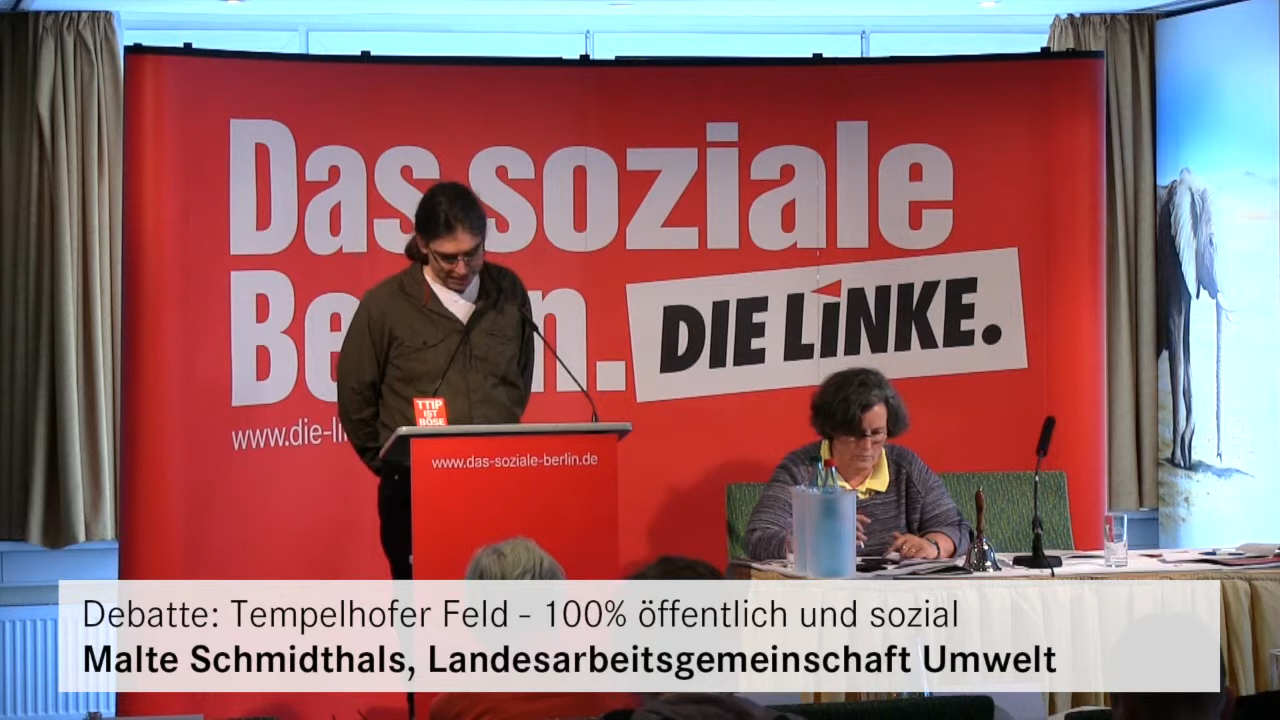 Das soziale
Be n.
DIE LiNKE.
www.die-li
TTIP
IST
BÖSE
www.das-soziale-berlin.de
Debatte: Tempelhofer Feld - 100% öffentlich und sozial
Malte Schmidthals, Landesarbeitsgemeinschaft Umwelt